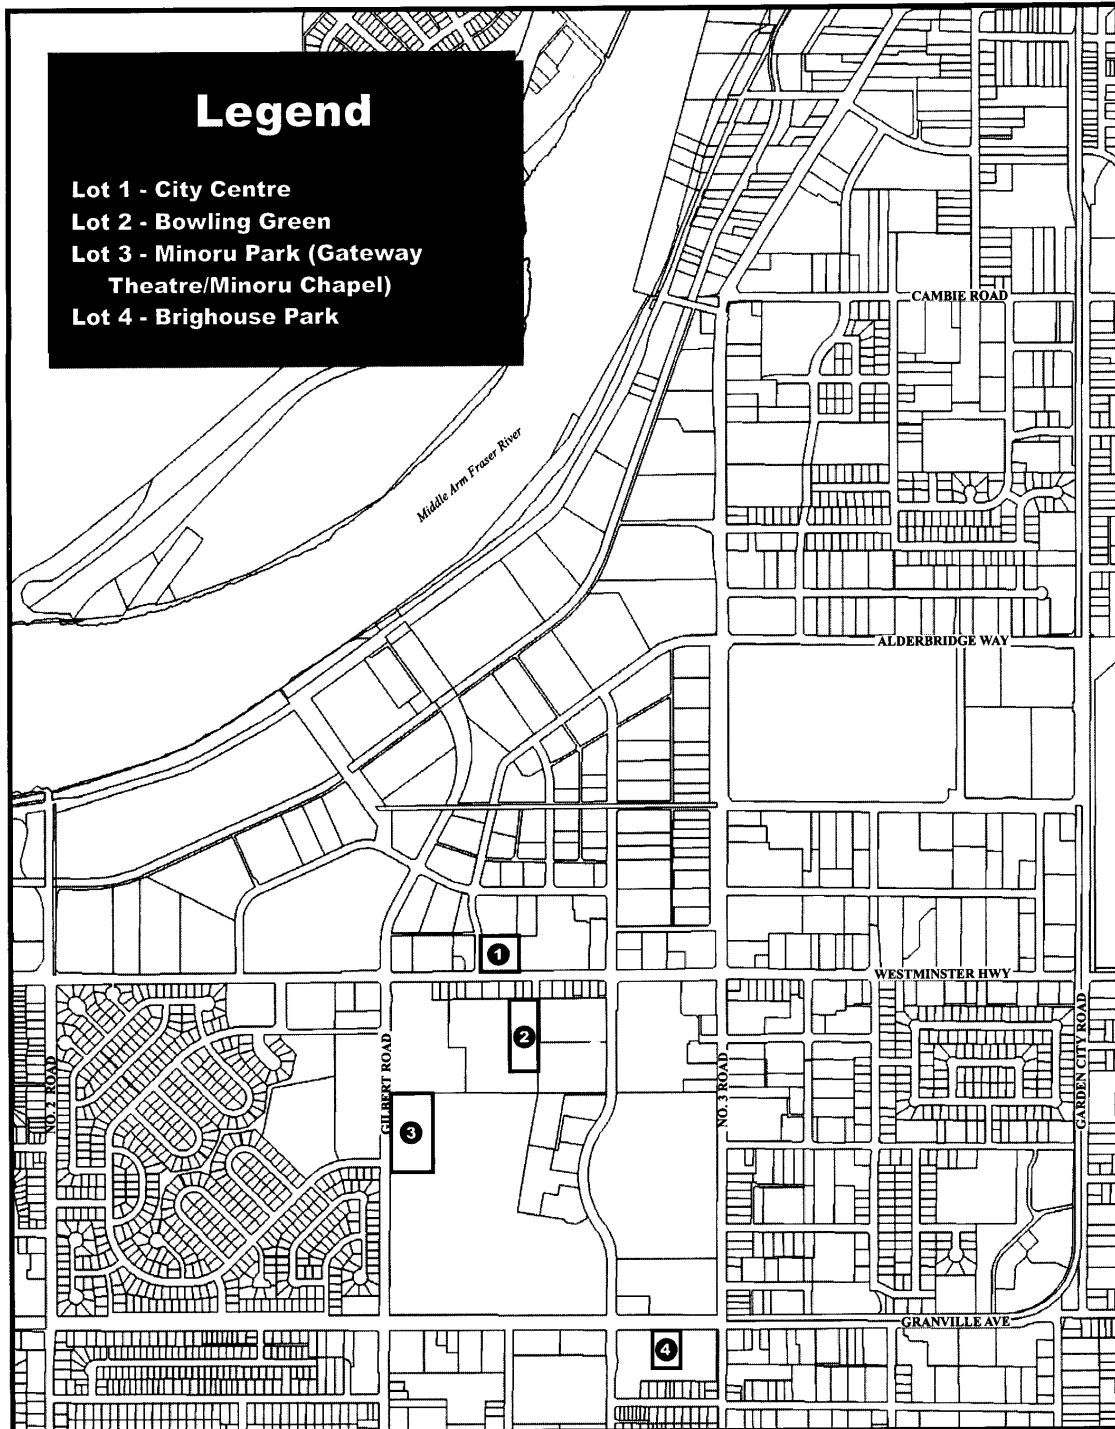 Legend
Lot 1 - City Centre
Lot 2 - Bowling Green
Lot 3 - Minoru Park (Gateway
Theatre/Minoru Chapel)
Lot 4 - Brighouse Park
CAMBIE ROAD
Middle Arm Fraser River
ALDERBRIDGE WAY
1
WESTMINSTER HWY
2
NO. 2 ROAD
GILBERT ROAD
NO. 3 ROAD
GARDEN CITY ROAD
3
GRANVILLE AVE
4